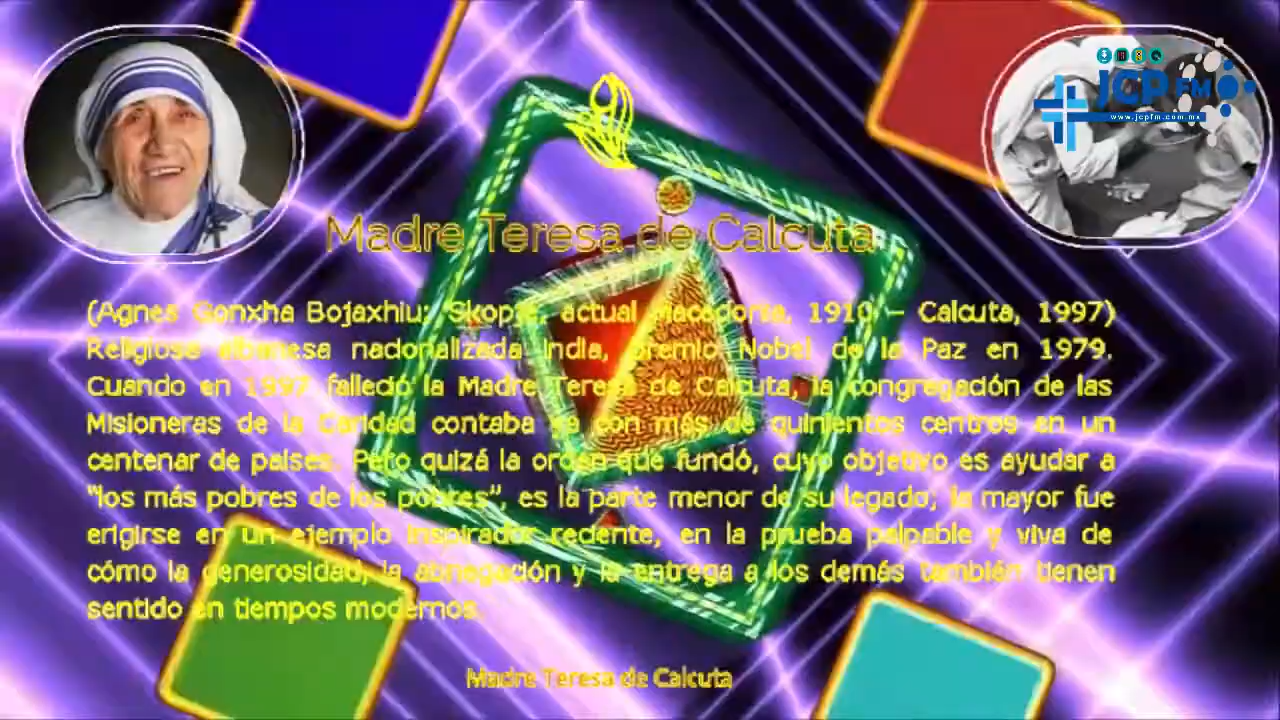 JCP FM
www.jcpfm.com.mx
Madre Teresa de Calcuta
(Agnes Gonxha Bojaxhiu; Skopje, actual Macedonia, 1910 – Calcuta, 1997)
Religiosa albanesa nacionalizada india, premio Nobel de la Paz en 1979.
Cuando en 1997 falleció la Madre Teresa de Calcuta, la congregación de las
Misioneras de la Caridad contaba ya con más de quinientos centros en un
centenar de países. Pero quizá la orden que fundó, cuyo objetivo es ayudar a
"los más pobres de los pobres", es la parte menor de su legado; la mayor fue
erigirse en un ejemplo inspirador reciente, en la prueba palpable y viva de
cómo la generosidad, la abnegación y la entrega a los demás también tienen
sentido en tiempos modernos.
Madre Teresa de Calcuta